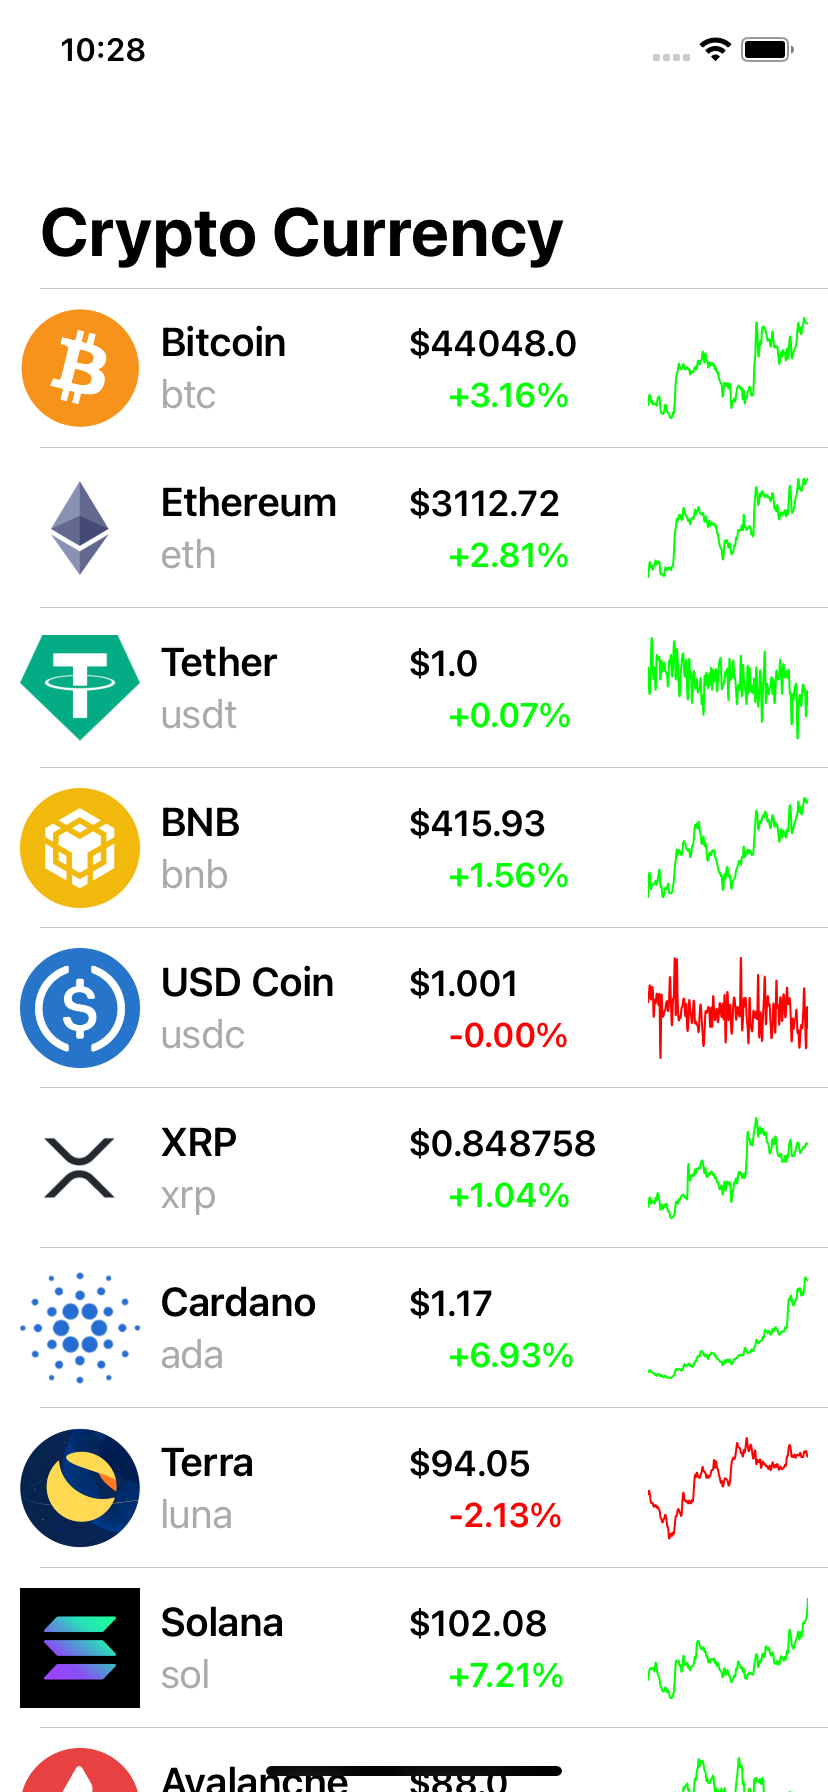 10:28
Crypto Currency
Bitcoin $44048.0
btc +3.16%
Ethereum $3112.72
eth +2.81%
Tether $1.0
usdt +0.07%
BNB $415.93
bnb +1.56%
USD Coin $1.001
usdc -0.00%
XRP $0.848758
xrp +1.04%
Cardano $1.17
ada +6.93%
Terra $94.05
luna -2.13%
Solana $102.08
sol +7.21%
Avalanche $88.0